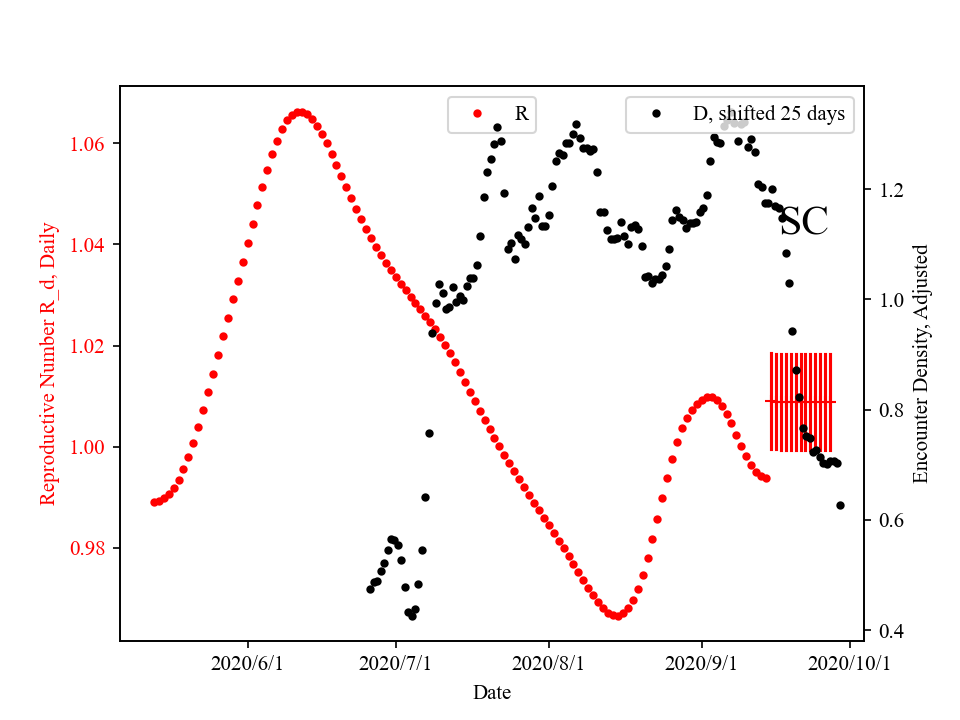 R
D, shifted 25 days
SC
Reproductive Number R_d, Daily
1.06
1.04
1.02
1.00
0.98
1.2
1.0
0.8
0.6
0.4
Encounter Density, Adjusted
2020/6/1
2020/7/1
2020/8/1
2020/9/1
2020/10/1
Date